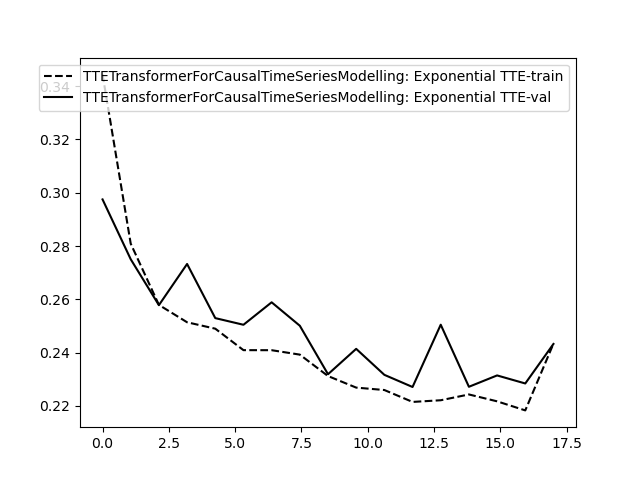 TTETransformerForCausalTimeSeriesModelling: Exponential TTE-train
TTETransformerForCausalTimeSeriesModelling: Exponential TTE-val
0.34
0.32
0.30
0.28
0.26
0.24
0.22
0.0 2.5 5.0 7.5 10.0 12.5 15.0 17.5